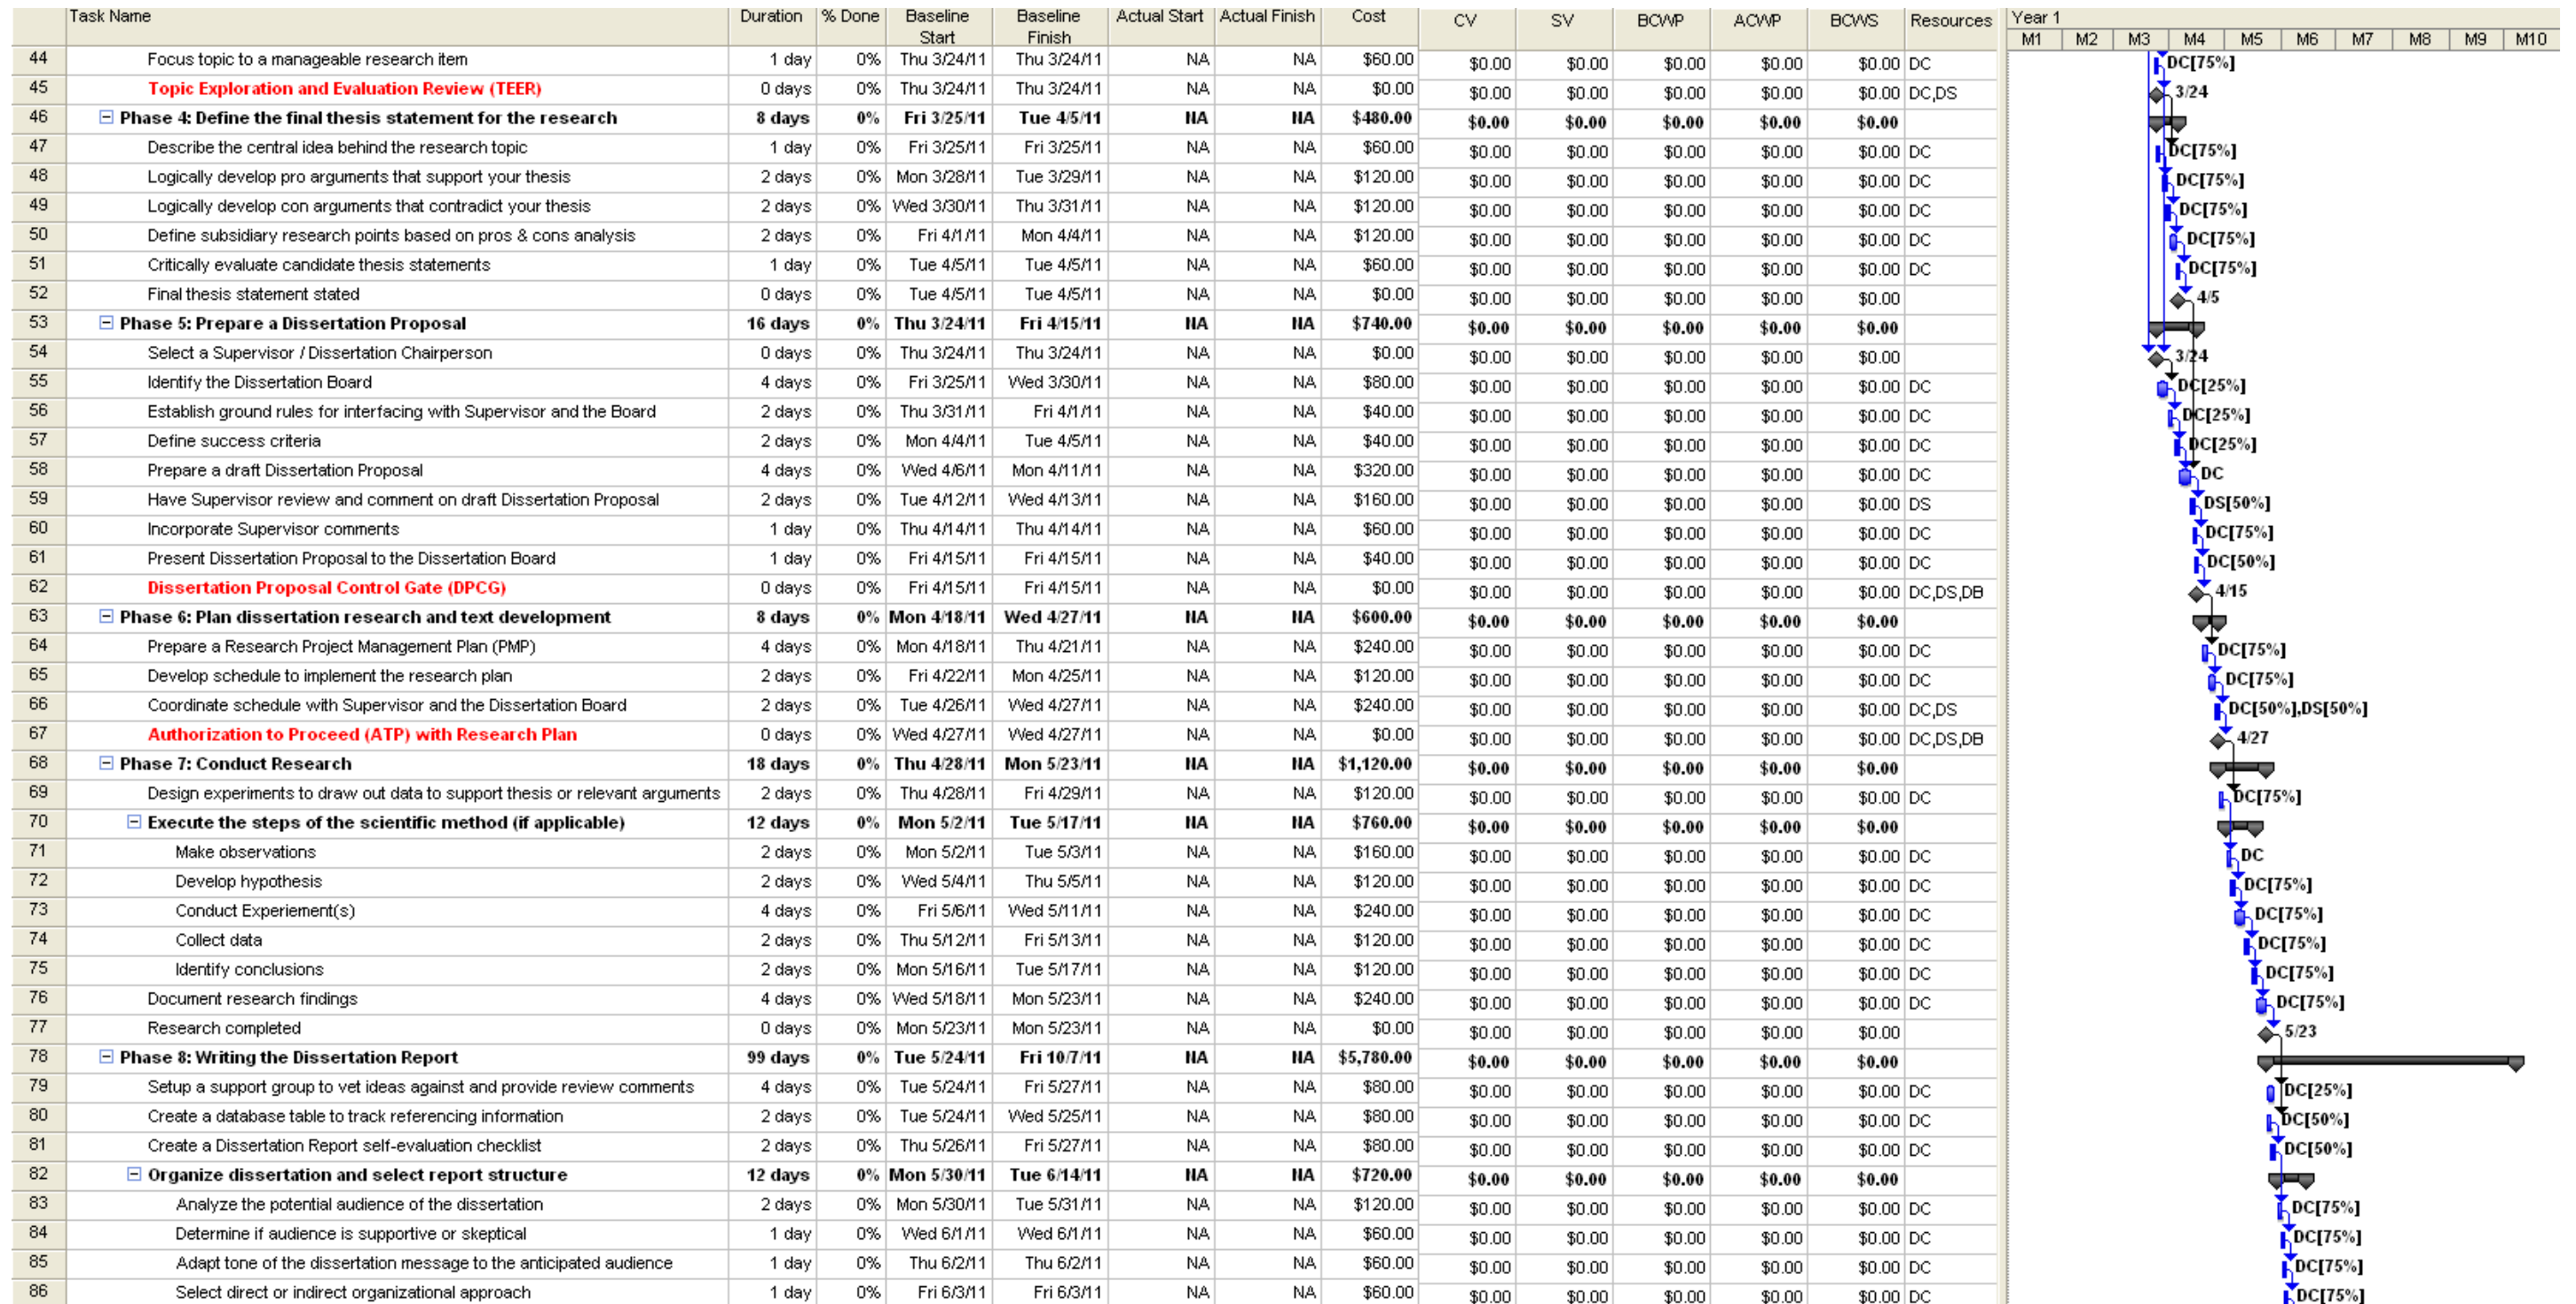 Task Name Duration % Done Baseline Start Baseline Finish Actual Start Actual Finish Cost CV SV BCWP ACWP BCWS Resources Year 1
M1 M2 M3 M4 M5 M6 M7 M8 M9 M10
44 Focus topic to a manageable research item 1 day 0% Thu 3/24/11 Thu 3/24/11 NA NA $60.00 $0.00 $0.00 $0.00 $0.00 $0.00 DC DC[75%]
45 Topic Exploration and Evaluation Review (TEER) 0 days 0% Thu 3/24/11 Thu 3/24/11 NA NA $0.00 $0.00 $0.00 $0.00 $0.00 $0.00 DC,DS 3/24
46 Phase 4: Define the final thesis statement for the research 8 days 0% Fri 3/25/11 Tue 4/5/11 NA NA $480.00 $0.00 $0.00 $0.00 $0.00 $0.00
47 Describe the central idea behind the research topic 1 day 0% Fri 3/25/11 Fri 3/25/11 NA NA $60.00 $0.00 $0.00 $0.00 $0.00 $0.00 DC DC[75%]
48 Logically develop pro arguments that support your thesis 2 days 0% Mon 3/28/11 Tue 3/29/11 NA NA $120.00 $0.00 $0.00 $0.00 $0.00 $0.00 DC DC[75%]
49 Logically develop con arguments that contradict your thesis 2 days 0% Wed 3/30/11 Thu 3/31/11 NA NA $120.00 $0.00 $0.00 $0.00 $0.00 $0.00 DC DC[75%]
50 Define subsidiary research points based on pros & cons analysis 2 days 0% Fri 4/1/11 Mon 4/4/11 NA NA $120.00 $0.00 $0.00 $0.00 $0.00 $0.00 DC DC[75%]
51 Critically evaluate candidate thesis statements 1 day 0% Tue 4/5/11 Tue 4/5/11 NA NA $60.00 $0.00 $0.00 $0.00 $0.00 $0.00 DC DC[75%]
52 Final thesis statement stated 0 days 0% Tue 4/5/11 Tue 4/5/11 NA NA $0.00 $0.00 $0.00 $0.00 $0.00 $0.00 4/5
53 Phase 5: Prepare a Dissertation Proposal 16 days 0% Thu 3/24/11 Fri 4/15/11 NA NA $740.00 $0.00 $0.00 $0.00 $0.00 $0.00
54 Select a Supervisor / Dissertation Chairperson 0 days 0% Thu 3/24/11 Thu 3/24/11 NA NA $0.00 $0.00 $0.00 $0.00 $0.00 $0.00 3/24
55 Identify the Dissertation Board 4 days 0% Fri 3/25/11 Wed 3/30/11 NA NA $80.00 $0.00 $0.00 $0.00 $0.00 $0.00 DC DC[25%]
56 Establish ground rules for interfacing with Supervisor and the Board 2 days 0% Thu 3/31/11 Fri 4/1/11 NA NA $40.00 $0.00 $0.00 $0.00 $0.00 $0.00 DC DC[25%]
57 Define success criteria 2 days 0% Mon 4/4/11 Tue 4/5/11 NA NA $40.00 $0.00 $0.00 $0.00 $0.00 $0.00 DC DC[25%]
58 Prepare a draft Dissertation Proposal 4 days 0% Wed 4/6/11 Mon 4/11/11 NA NA $320.00 $0.00 $0.00 $0.00 $0.00 $0.00 DC DC
59 Have Supervisor review and comment on draft Dissertation Proposal 2 days 0% Tue 4/12/11 Wed 4/13/11 NA NA $160.00 $0.00 $0.00 $0.00 $0.00 $0.00 DS DS[50%]
60 Incorporate Supervisor comments 1 day 0% Thu 4/14/11 Thu 4/14/11 NA NA $60.00 $0.00 $0.00 $0.00 $0.00 $0.00 DC DC[75%]
61 Present Dissertation Proposal to the Dissertation Board 1 day 0% Fri 4/15/11 Fri 4/15/11 NA NA $40.00 $0.00 $0.00 $0.00 $0.00 $0.00 DC DC[50%]
62 Dissertation Proposal Control Gate (DPCG) 0 days 0% Fri 4/15/11 Fri 4/15/11 NA NA $0.00 $0.00 $0.00 $0.00 $0.00 $0.00 DC,DS,DB 4/15
63 Phase 6: Plan dissertation research and text development 8 days 0% Mon 4/18/11 Wed 4/27/11 NA NA $600.00 $0.00 $0.00 $0.00 $0.00 $0.00
64 Prepare a Research Project Management Plan (PMP) 4 days 0% Mon 4/18/11 Thu 4/21/11 NA NA $240.00 $0.00 $0.00 $0.00 $0.00 $0.00 DC DC[75%]
65 Develop schedule to implement the research plan 2 days 0% Fri 4/22/11 Mon 4/25/11 NA NA $120.00 $0.00 $0.00 $0.00 $0.00 $0.00 DC DC[75%]
66 Coordinate schedule with Supervisor and the Dissertation Board 2 days 0% Tue 4/26/11 Wed 4/27/11 NA NA $240.00 $0.00 $0.00 $0.00 $0.00 $0.00 DC,DS DC[50%],DS[50%]
67 Authorization to Proceed (ATP) with Research Plan 0 days 0% Wed 4/27/11 Wed 4/27/11 NA NA $0.00 $0.00 $0.00 $0.00 $0.00 $0.00 DC,DS,DB 4/27
68 Phase 7: Conduct Research 18 days 0% Thu 4/28/11 Mon 5/23/11 NA NA $1,120.00 $0.00 $0.00 $0.00 $0.00 $0.00
69 Design experiments to draw out data to support thesis or relevant arguments 2 days 0% Thu 4/28/11 Fri 4/29/11 NA NA $120.00 $0.00 $0.00 $0.00 $0.00 $0.00 DC DC[75%]
70 Execute the steps of the scientific method (if applicable) 12 days 0% Mon 5/2/11 Tue 5/17/11 NA NA $760.00 $0.00 $0.00 $0.00 $0.00 $0.00
71 Make observations 2 days 0% Mon 5/2/11 Tue 5/3/11 NA NA $160.00 $0.00 $0.00 $0.00 $0.00 $0.00 DC DC
72 Develop hypothesis 2 days 0% Wed 5/4/11 Thu 5/5/11 NA NA $120.00 $0.00 $0.00 $0.00 $0.00 $0.00 DC DC[75%]
73 Conduct Experiement(s) 4 days 0% Fri 5/6/11 Wed 5/11/11 NA NA $240.00 $0.00 $0.00 $0.00 $0.00 $0.00 DC DC[75%]
74 Collect data 2 days 0% Thu 5/12/11 Fri 5/13/11 NA NA $120.00 $0.00 $0.00 $0.00 $0.00 $0.00 DC DC[75%]
75 Identify conclusions 2 days 0% Mon 5/16/11 Tue 5/17/11 NA NA $120.00 $0.00 $0.00 $0.00 $0.00 $0.00 DC DC[75%]
76 Document research findings 4 days 0% Wed 5/18/11 Mon 5/23/11 NA NA $240.00 $0.00 $0.00 $0.00 $0.00 $0.00 DC DC[75%]
77 Research completed 0 days 0% Mon 5/23/11 Mon 5/23/11 NA NA $0.00 $0.00 $0.00 $0.00 $0.00 $0.00 5/23
78 Phase 8: Writing the Dissertation Report 99 days 0% Tue 5/24/11 Fri 10/7/11 NA NA $5,780.00 $0.00 $0.00 $0.00 $0.00 $0.00
79 Setup a support group to vet ideas against and provide review comments 4 days 0% Tue 5/24/11 Fri 5/27/11 NA NA $80.00 $0.00 $0.00 $0.00 $0.00 $0.00 DC DC[25%]
80 Create a database table to track referencing information 2 days 0% Tue 5/24/11 Wed 5/25/11 NA NA $80.00 $0.00 $0.00 $0.00 $0.00 $0.00 DC DC[50%]
81 Create a Dissertation Report self-evaluation checklist 2 days 0% Thu 5/26/11 Fri 5/27/11 NA NA $80.00 $0.00 $0.00 $0.00 $0.00 $0.00 DC DC[50%]
82 Organize dissertation and select report structure 12 days 0% Mon 5/30/11 Tue 6/14/11 NA NA $720.00 $0.00 $0.00 $0.00 $0.00 $0.00
83 Analyze the potential audience of the dissertation 2 days 0% Mon 5/30/11 Tue 5/31/11 NA NA $120.00 $0.00 $0.00 $0.00 $0.00 $0.00 DC DC[75%]
84 Determine if audience is supportive or skeptical 1 day 0% Wed 6/1/11 Wed 6/1/11 NA NA $60.00 $0.00 $0.00 $0.00 $0.00 $0.00 DC DC[75%]
85 Adapt tone of the dissertation message to the anticipated audience 1 day 0% Thu 6/2/11 Thu 6/2/11 NA NA $60.00 $0.00 $0.00 $0.00 $0.00 $0.00 DC DC[75%]
86 Select direct or indirect organizational approach 1 day 0% Fri 6/3/11 Fri 6/3/11 NA NA $60.00 $0.00 $0.00 $0.00 $0.00 $0.00 DC DC[75%]